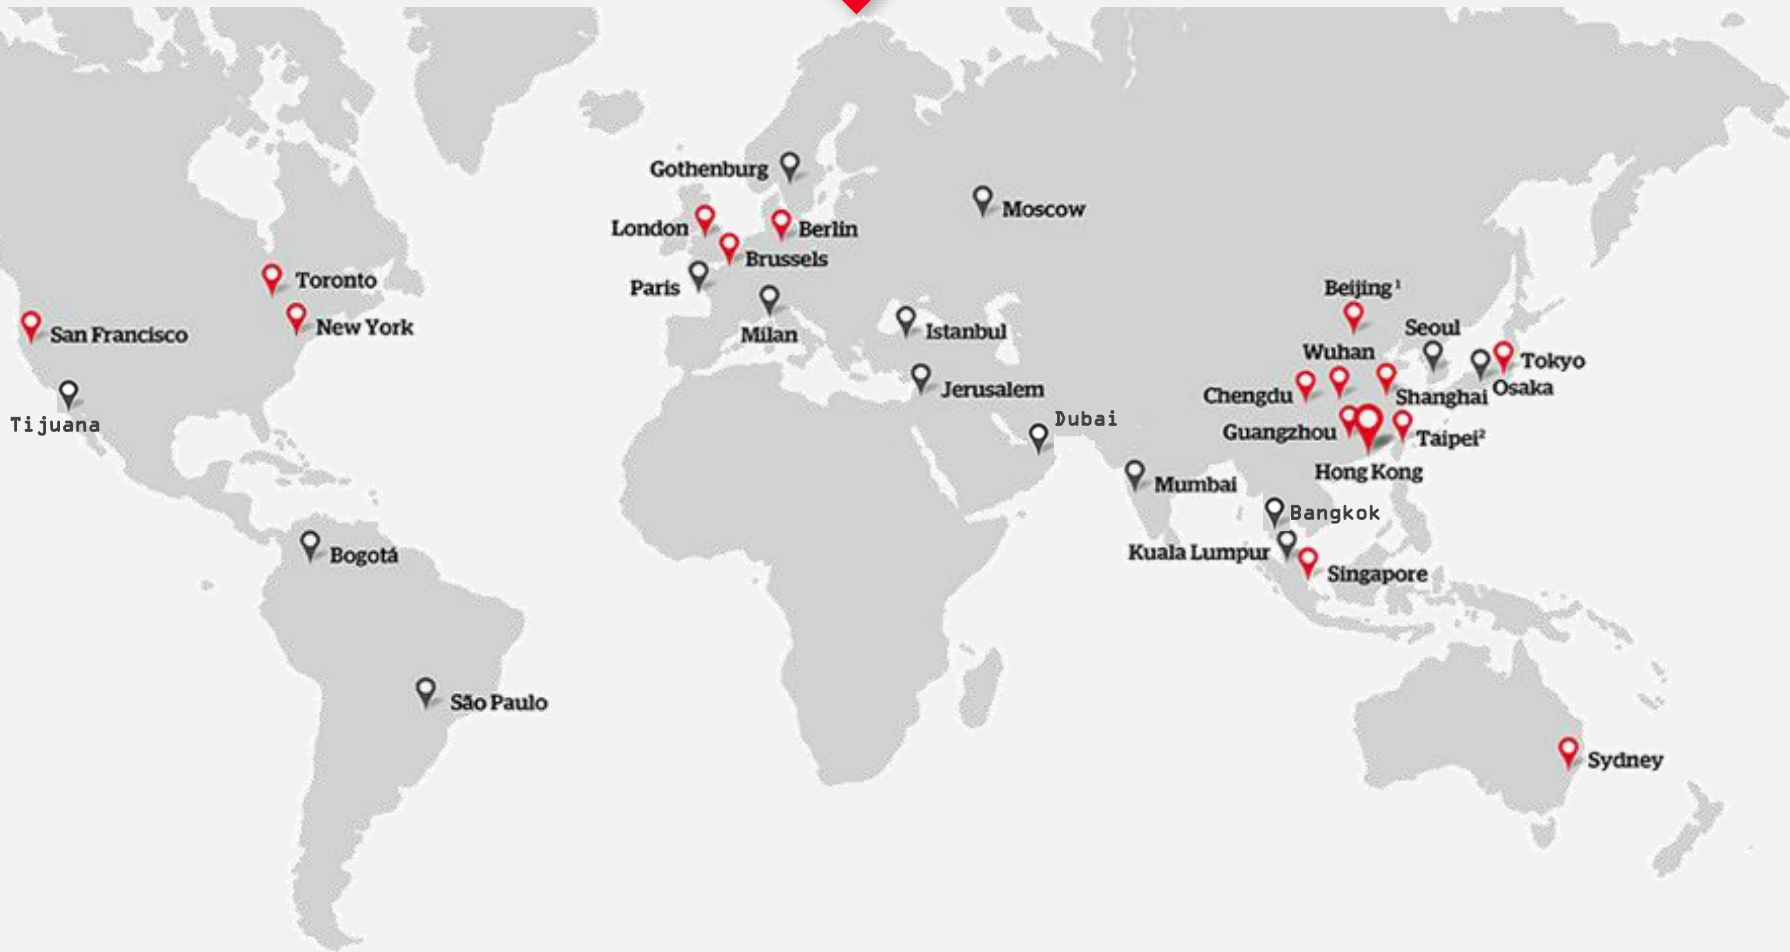 Gothenburg
Moscow
London
Berlin
Brussels
Toronto
Paris
Beijing¹
New York
Seoul
San Francisco
Milan
Istanbul
Wuhan
Tokyo
Jerusalem
Osaka
Chengdu
Shanghai
Dubai
Tijuana
Guangzhou
Taipei²
Hong Kong
Mumbai
Bangkok
Kuala Lumpur
Bogotá
Singapore
São Paulo
Sydney